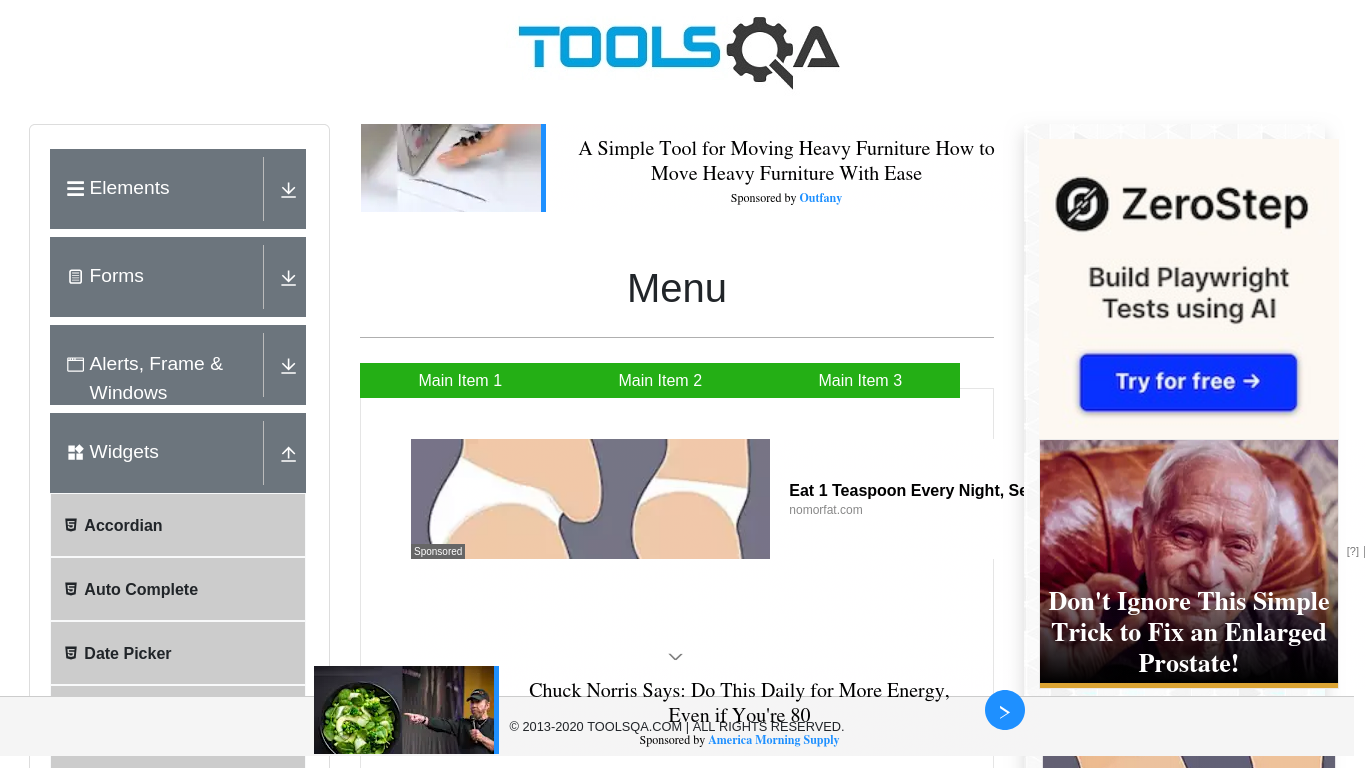 TOOLSQA
Elements
Forms
Alerts, Frame &
Windows
Widgets
Accordian
Auto Complete
Date Picker
A Simple Tool for Moving Heavy Furniture How to
Move Heavy Furniture With Ease
Sponsored by Outfany
Menu
Main Item 1
Main Item 2
Main Item 3
Eat 1 Teaspoon Every Night, Se
nomorfat.com
Sponsored
ZeroStep
Build Playwright
Tests using AI
Try for free →
Don't Ignore This Simple
Trick to Fix an Enlarged
Prostate!
[?]
Chuck Norris Says: Do This Daily for More Energy,
Even if You're 80
© 2013-2020 TOOLSQA.COM | ALL RIGHTS RESERVED.
Sponsored by America Morning Supply